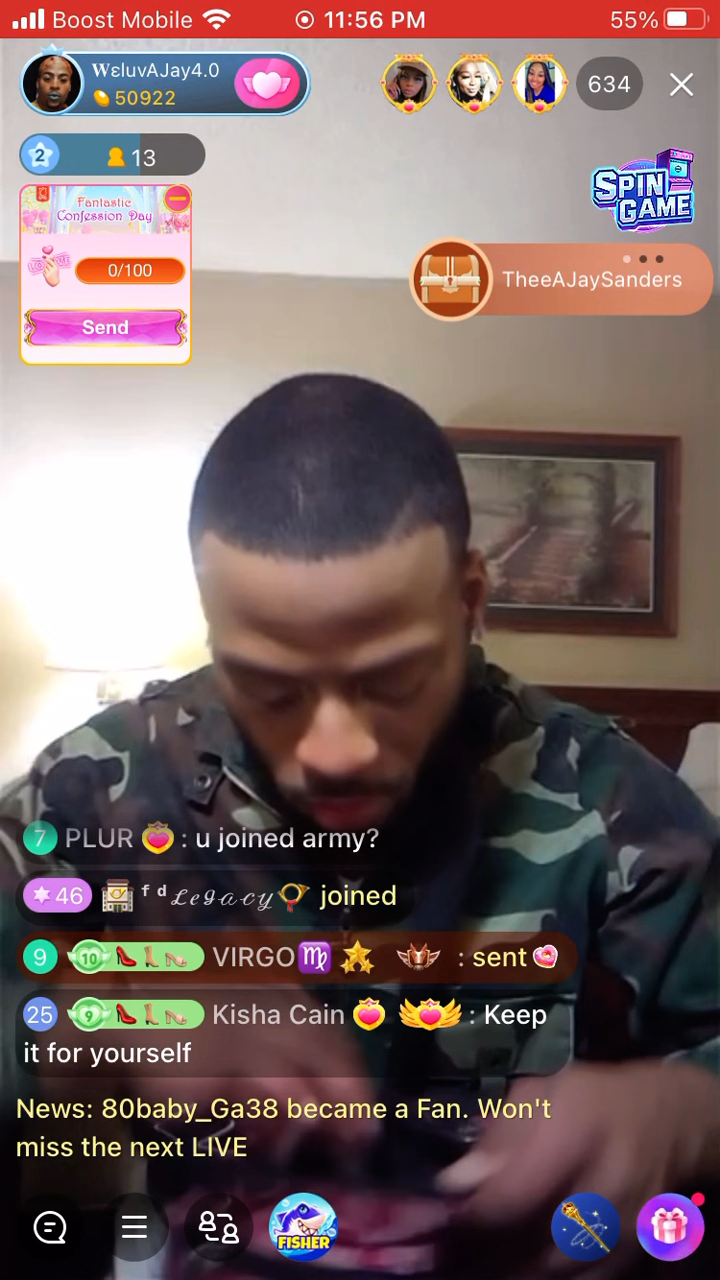 Boost Mobile 11:56 PM 55%
WεluvAJay4.0
50922
634
2 13
SPIN
GAME
Fantastic
Confession Day
0/100
Send
TheeAJaySanders
7 PLUR : u joined army?
46 ᶠ ᵈ 𝓛𝑒𝑔𝒶𝒸𝓎 joined
9 10 VIRGO♍ : sent
25 9 Kisha Cain : Keep
it for yourself
News: 80baby_Ga38 became a Fan. Won't
miss the next LIVE
FISHER